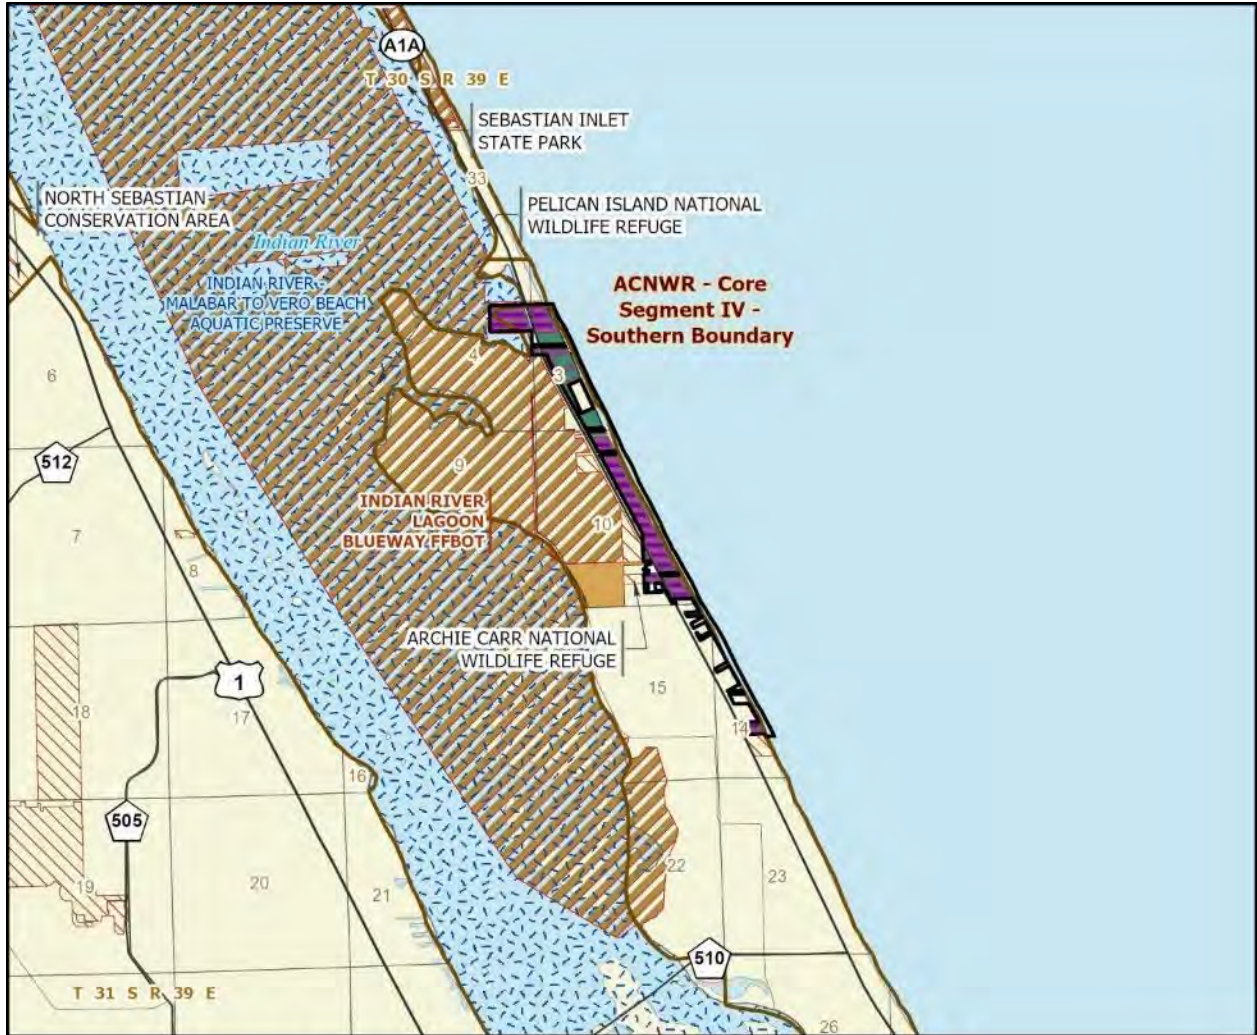 A1A
T 30 S R 39 E
SEBASTIAN INLET
STATE PARK
33
NORTH SEBASTIAN
CONSERVATION AREA
PELICAN ISLAND NATIONAL
WILDLIFE REFUGE
Indian River
INDIAN RIVER -
MALABAR TO VERO BEACH
AQUATIC PRESERVE
ACNWR - Core
Segment IV -
Southern Boundary
4
3
6
512
9
INDIAN RIVER
LAGOON
BLUEWAY FFBOT
10
7
8
ARCHIE CARR NATIONAL
WILDLIFE REFUGE
1
15
18
17
14
16
505
22
23
19
20
21
510
T 31 S R 39 E
26